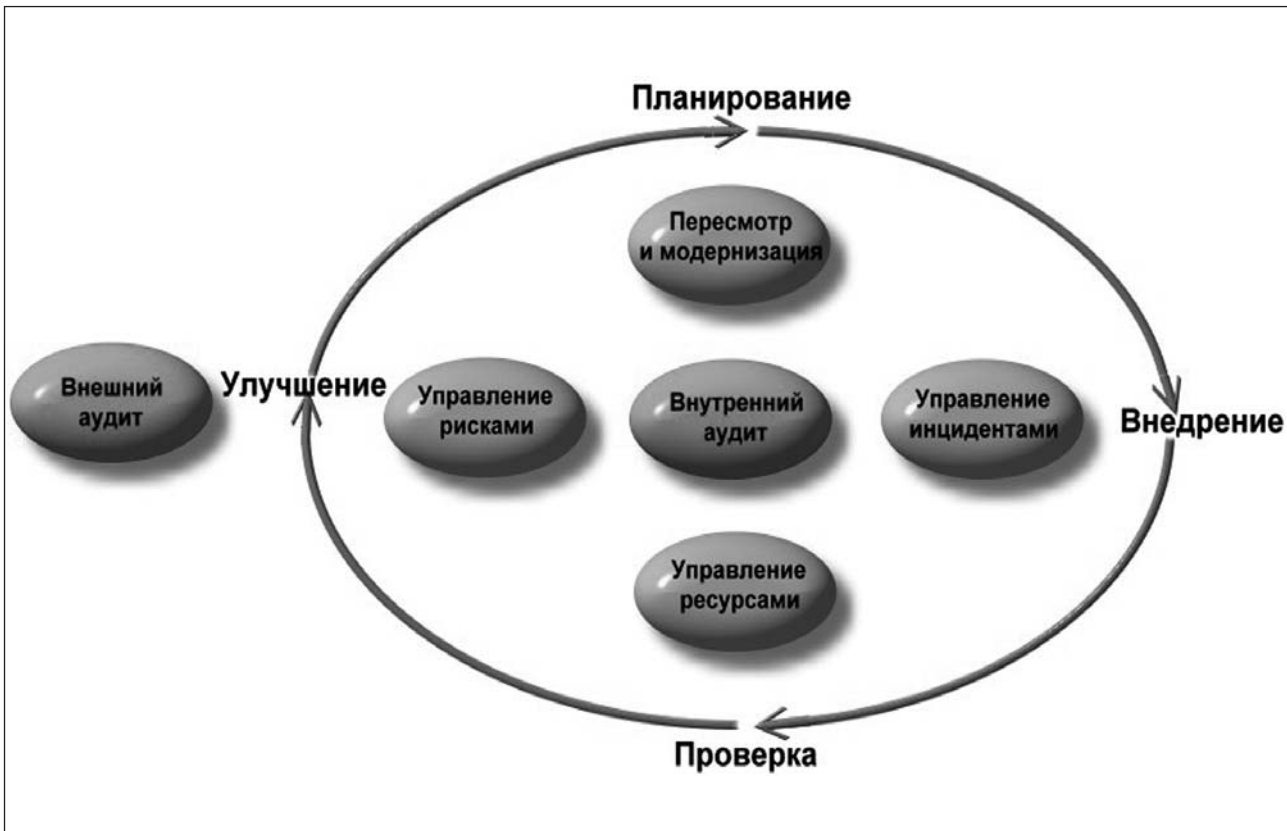 Планирование
Пересмотр
и модернизация
Внешний
аудит
Улучшение
Управление
рисками
Внутренний
аудит
Управление
инцидентами
Внедрение
Управление
ресурсами
Проверка